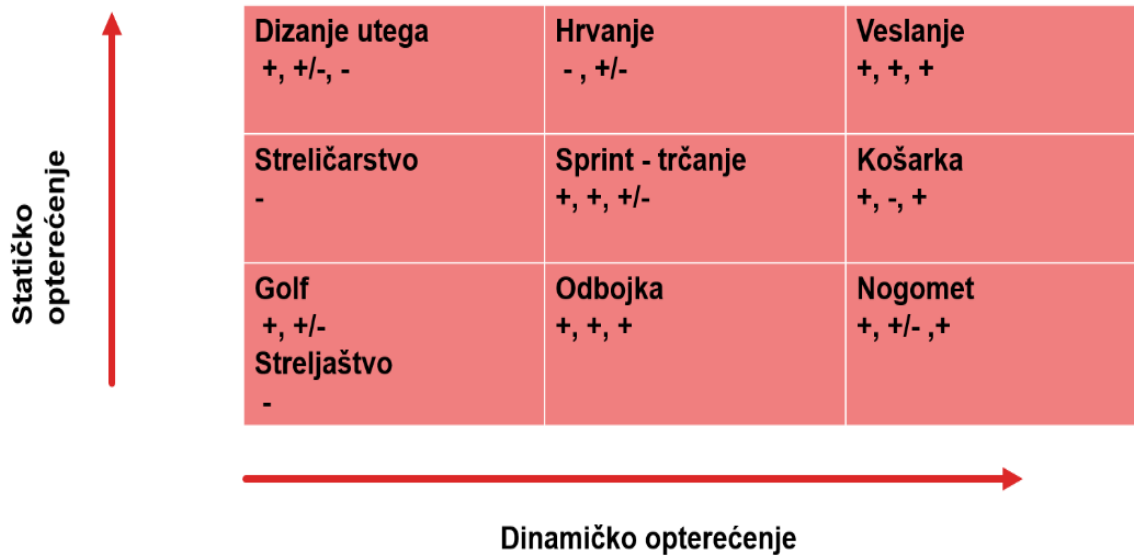 Statičko
opterećenje
Dizanje utega
+, +/-, -
Hrvanje
- , +/-
Veslanje
+, +, +
Streličarstvo
-
Sprint - trčanje
+, +, +/-
Košarka
+, -, +
Golf
+, +/-
Streljaštvo
-
Odbojka
+, +, +
Nogomet
+, +/- ,+
Dinamičko opterećenje